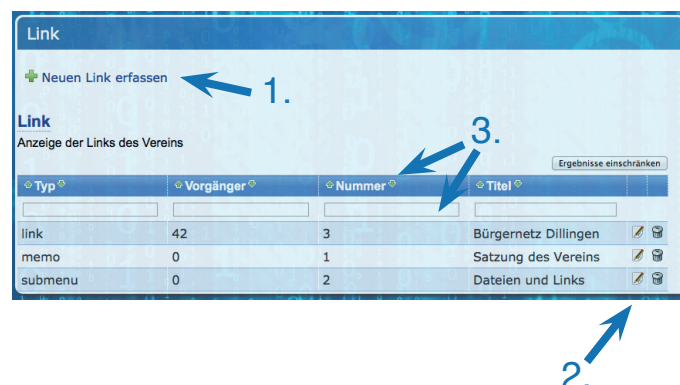 Link
Neuen Link erfassen
1.
Link
3.
Anzeige der Links des Vereins
Ergebnisse einschränken
Typ Vorgänger Nummer Titel
link 42 3 Bürgernetz Dillingen
memo 0 1 Satzung des Vereins
submenu 0 2 Dateien und Links
2.